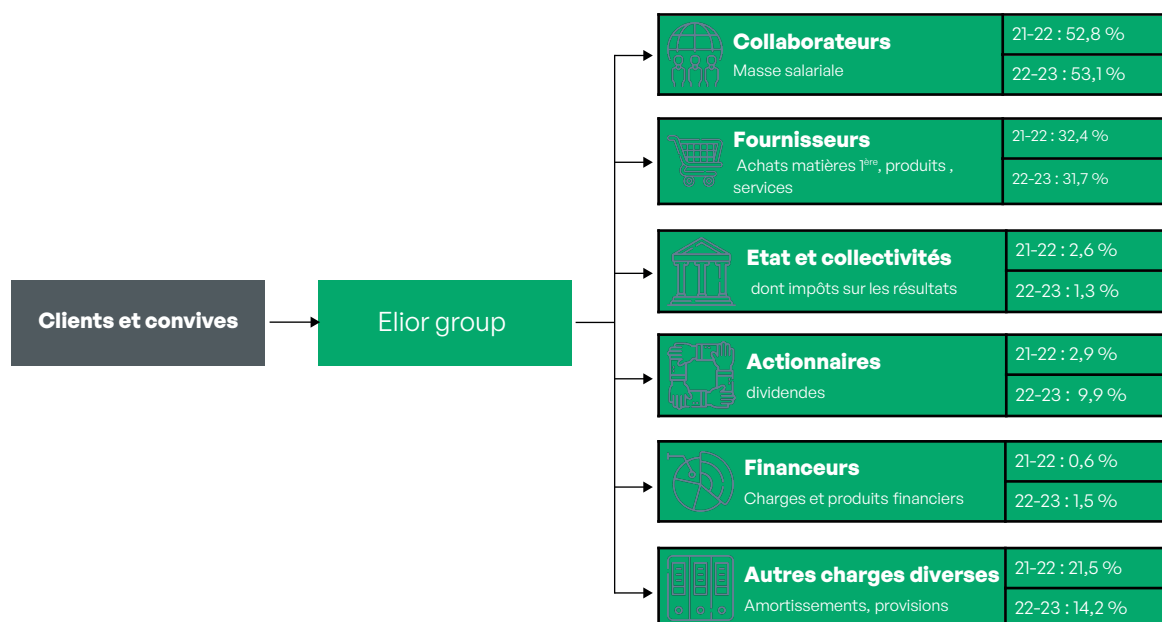 Clients et convives
Elior group
Collaborateurs
Masse salariale
21-22 : 52,8 %
22-23 : 53,1 %
Fournisseurs
Achats matières 1ère, produits ,
services
21-22 : 32,4 %
22-23 : 31,7 %
Etat et collectivités
dont impôts sur les résultats
21-22 : 2,6 %
22-23 : 1,3 %
Actionnaires
dividendes
21-22 : 2,9 %
22-23 : 9,9 %
Financeurs
Charges et produits financiers
21-22 : 0,6 %
22-23 : 1,5 %
Autres charges diverses
Amortissements, provisions
21-22 : 21,5 %
22-23 : 14,2 %